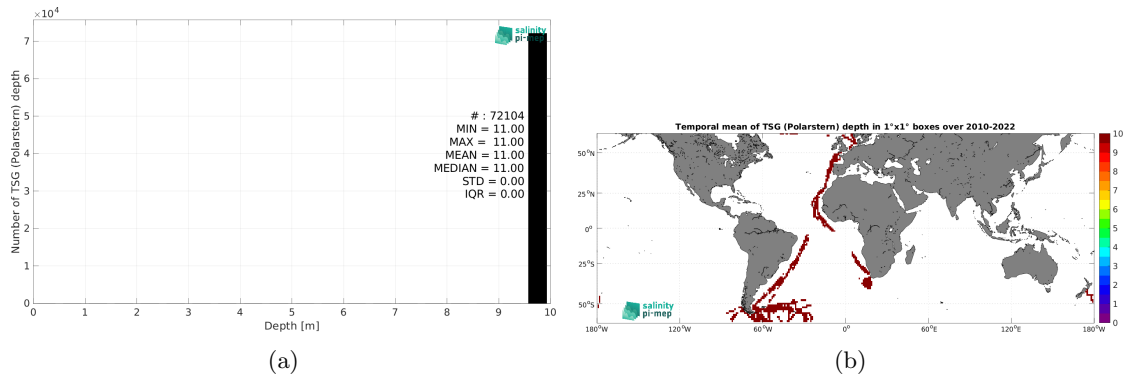 ×10⁴
7
6
5
4
3
2
1
0
Number of TSG (Polarstern) depth
salinity
pi-mep
# : 72104
MIN = 11.00
MAX = 11.00
MEAN = 11.00
MEDIAN = 11.00
STD = 0.00
IQR = 0.00
0 1 2 3 4 5 6 7 8 9 10
Depth [m]
(a)
Temporal mean of TSG (Polarstern) depth in 1°x1° boxes over 2010-2022
50°N
25°N
0°
25°S
50°S
salinity
pi-mep
180°W 120°W 60°W 0° 60°E 120°E 180°W
10
9
8
7
6
5
4
3
2
1
0
(b)